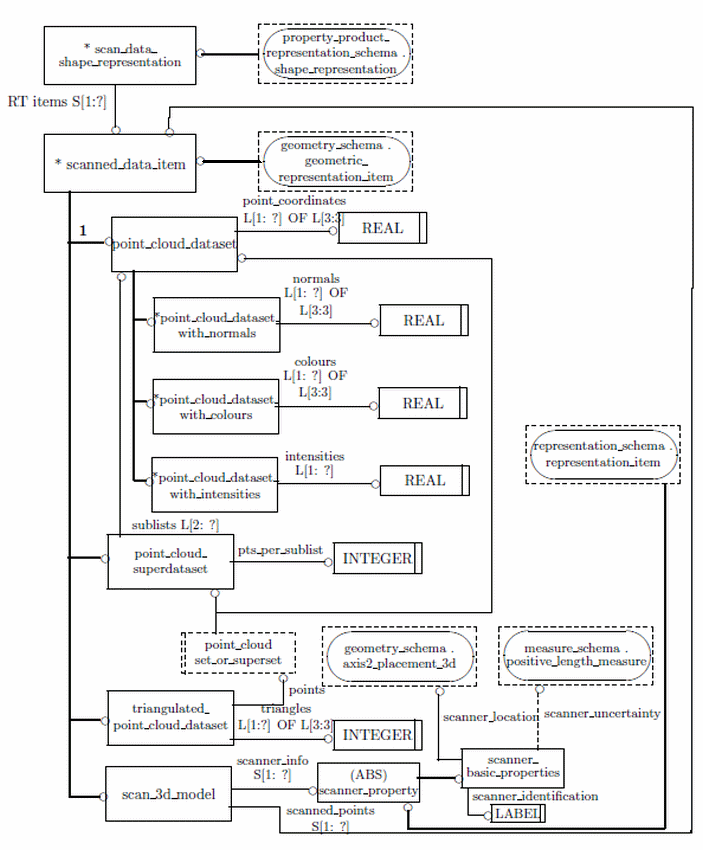 * scan_data_
shape_representation
property_product_
representation_schema .
shape_representation
RT items S[1:?]
* scanned_data_item
geometry_schema .
geometric_
representation_item
point_coordinates
L[1: ?] OF L[3:3]
1
point_cloud_dataset
REAL
normals
L[1: ?] OF
L[3:3]
*point_cloud_dataset_
with_normals
REAL
colours
L[1: ?] OF
L[3:3]
*point_cloud_dataset_
with_colours
REAL
representation_schema .
representation_item
intensities
L[1: ?]
*point_cloud_dataset_
with_intensities
REAL
sublists L[2: ?]
point_cloud_
superdataset
pts_per_sublist
INTEGER
point_cloud
set_or_superset
geometry_schema .
axis2_placement_3d
measure_schema .
positive_length_measure
points
triangulated_
point_cloud_dataset
triangles
L[1:?] OF L[3:3]
INTEGER
scanner_location
scanner_uncertainty
scanner_info
S[1: ?]
(ABS)
scanner_property
scanner_
basic_properties
scan_3d_model
scanner_identification
LABEL
scanned_points
S[1: ?]